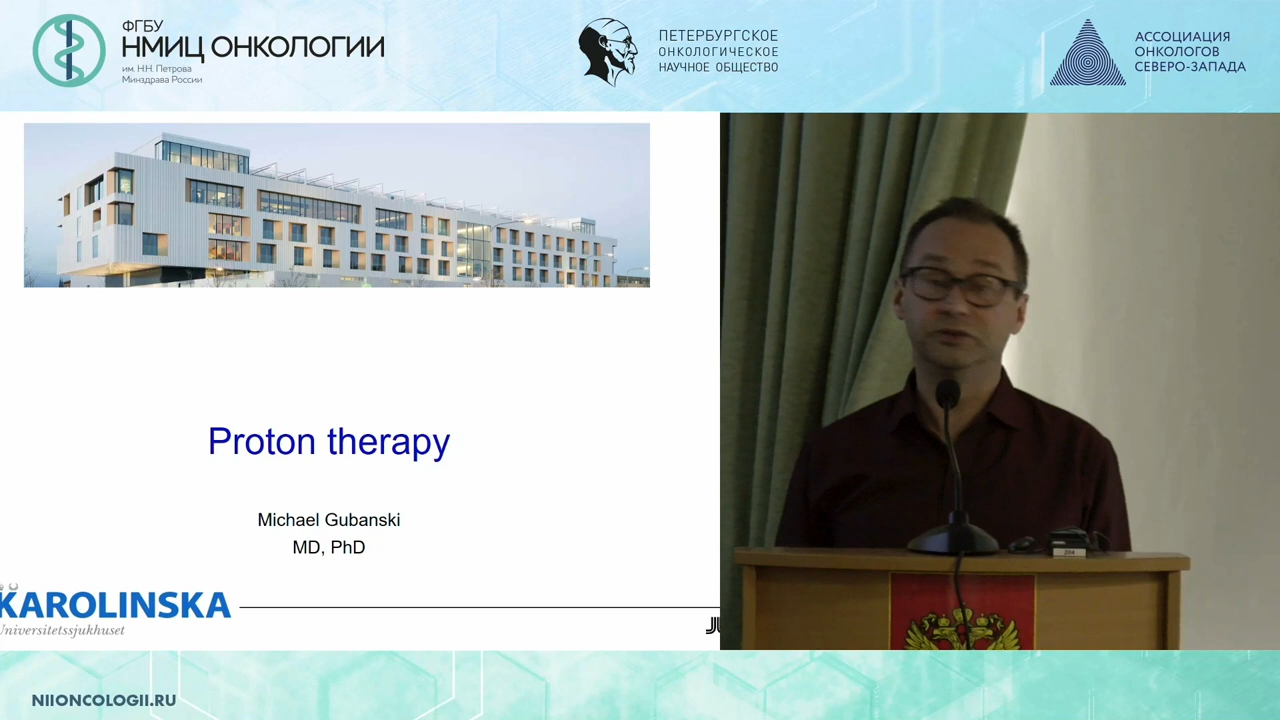 ФГБУ
НМИЦ ОНКОЛОГИИ
им. Н.Н. Петрова
Минздрава России
ПЕТЕРБУРГСКОЕ
ОНКОЛОГИЧЕСКОЕ
НАУЧНОЕ ОБЩЕСТВО
АССОЦИАЦИЯ
ОНКОЛОГОВ
СЕВЕРО-ЗАПАДА
Proton therapy
Michael Gubanski
MD, PhD
KAROLINSKA
Universitetssjukhuset
204
NIIONCOLOGII.RU